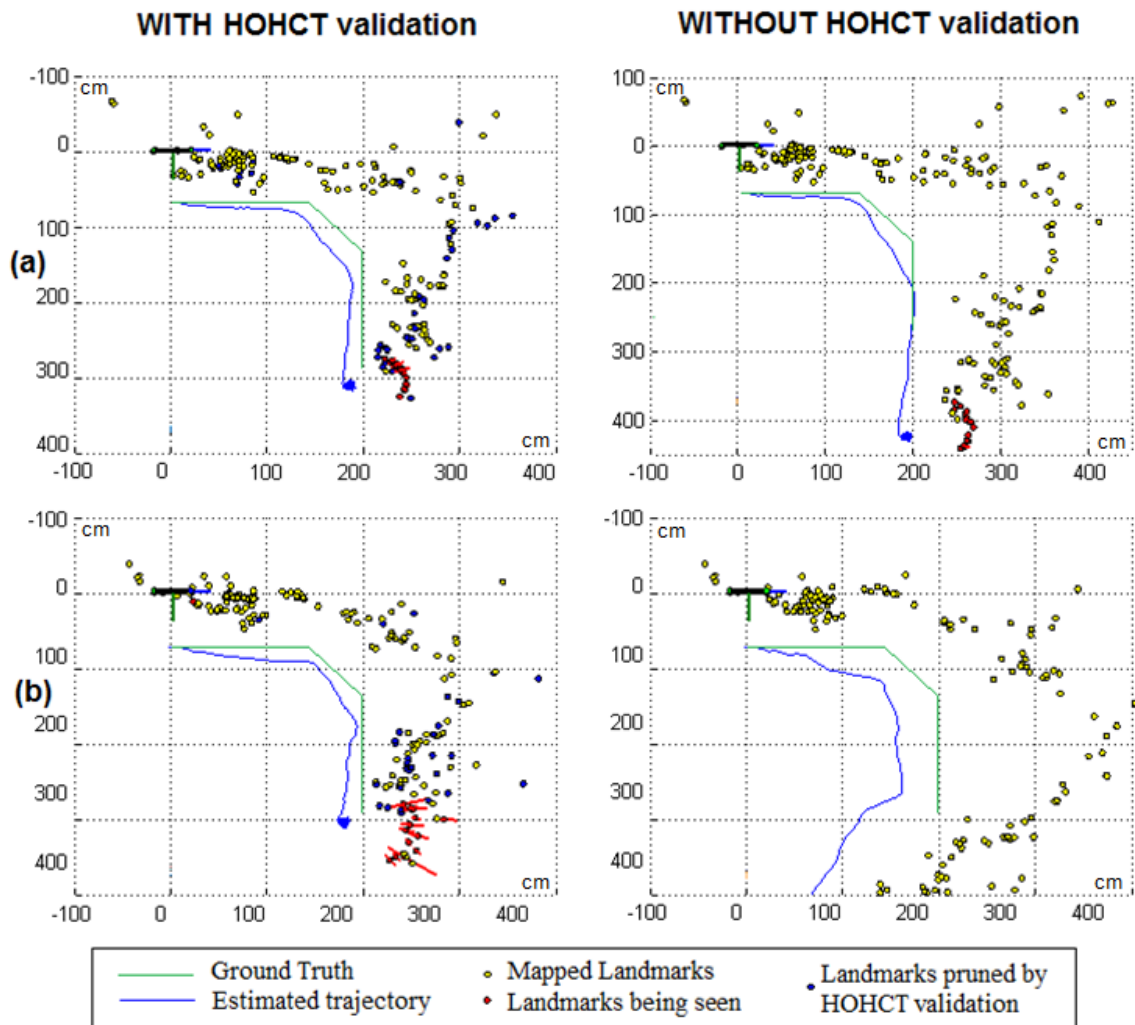 WITH HOHCT validation
WITHOUT HOHCT validation
-100
cm
0
100
200
300
400
cm
-100
0
100
200
300
400
100
cm
0
100
200
300
400
cm
-100
0
100
200
300
400
(a)
-100
cm
0
100
200
300
400
cm
-100
0
100
200
300
400
-100
cm
0
100
200
300
400
cm
-100
0
100
200
300
400
(b)
Ground Truth
Estimated trajectory
Mapped Landmarks
Landmarks being seen
Landmarks pruned by
HOHCT validation